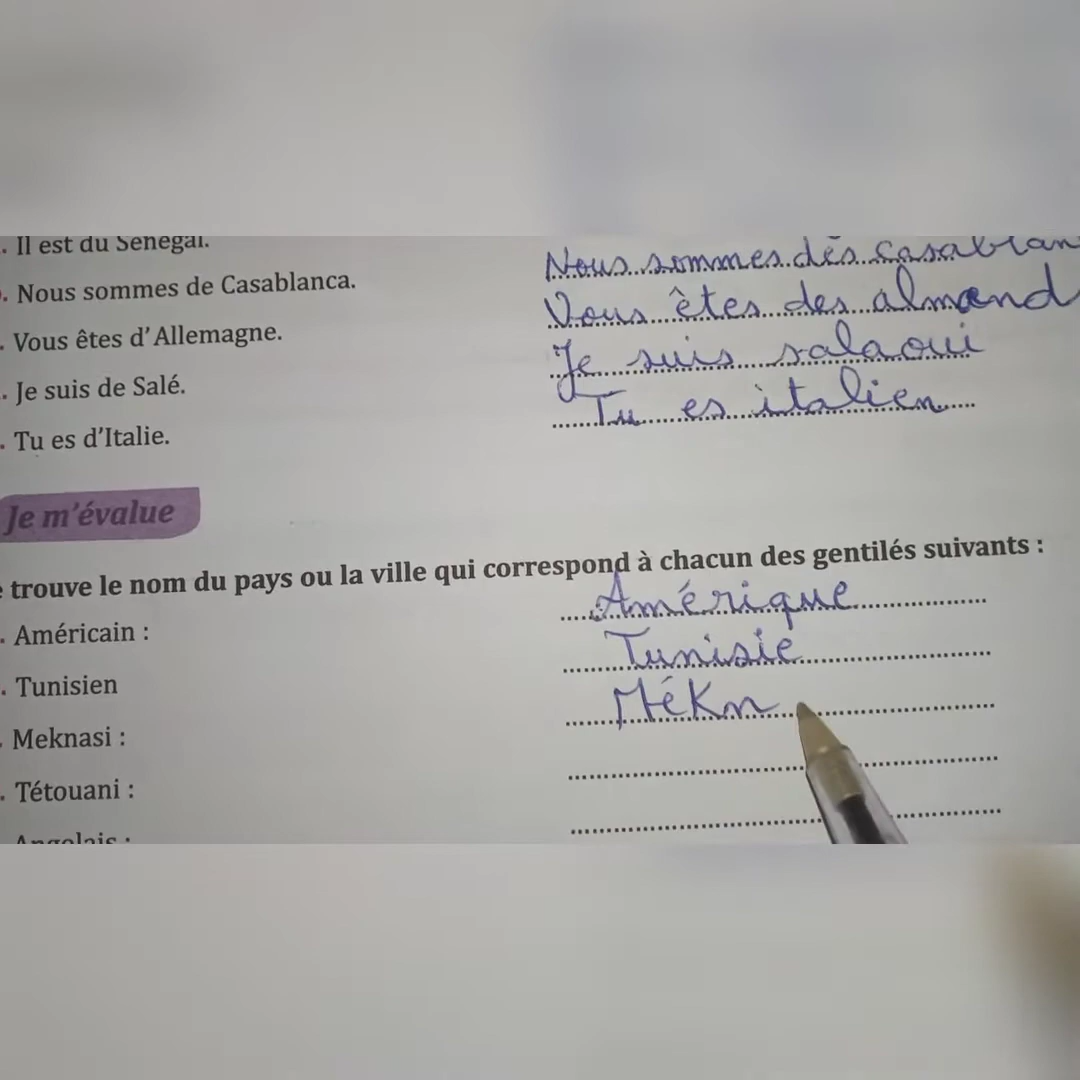 . Il est du Sénégal.
. Nous sommes de Casablanca.
Nous sommes des casablan
. Vous êtes d'Allemagne.
Vous êtes des almand
. Je suis de Salé.
Je suis salaoui
. Tu es d'Italie.
Tu es italien
Je m'évalue
e trouve le nom du pays ou la ville qui correspond à chacun des gentilés suivants :
. Américain :
Amérique
. Tunisien
Tunisie
. Meknasi :
Mékn
. Tétouani :
Angolais :